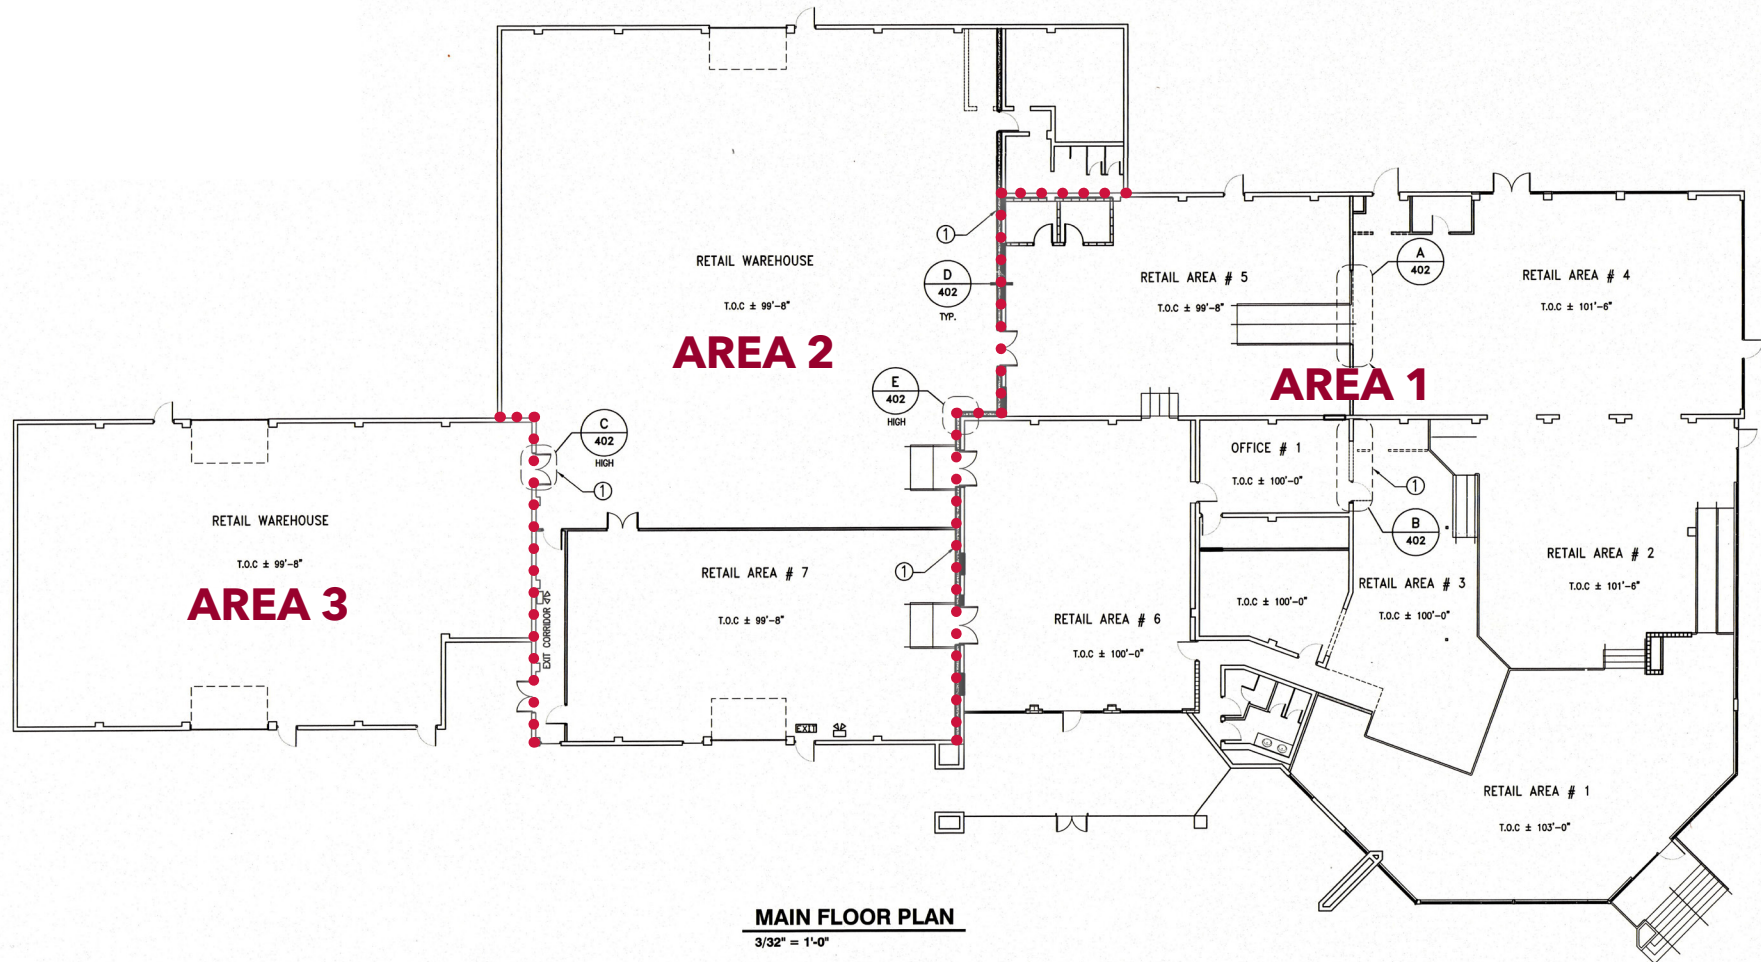 RETAIL WAREHOUSE
T.O.C ± 99'-8"
AREA 2
1
D
402
TYP.
RETAIL AREA # 5
T.O.C ± 99'-8"
A
402
RETAIL AREA # 4
T.O.C ± 101'-6"
AREA 1
E
402
HIGH
C
402
HIGH
1
OFFICE # 1
T.O.C ± 100'-0"
1
B
402
RETAIL WAREHOUSE
T.O.C ± 99'-8"
AREA 3
EXIT CORRIDOR
RETAIL AREA # 7
T.O.C ± 99'-8"
1
EXIT
RETAIL AREA # 6
T.O.C ± 100'-0"
T.O.C ± 100'-0"
RETAIL AREA # 3
T.O.C ± 100'-0"
RETAIL AREA # 2
T.O.C ± 101'-6"
RETAIL AREA # 1
T.O.C ± 103'-0"
MAIN FLOOR PLAN
3/32" = 1'-0"